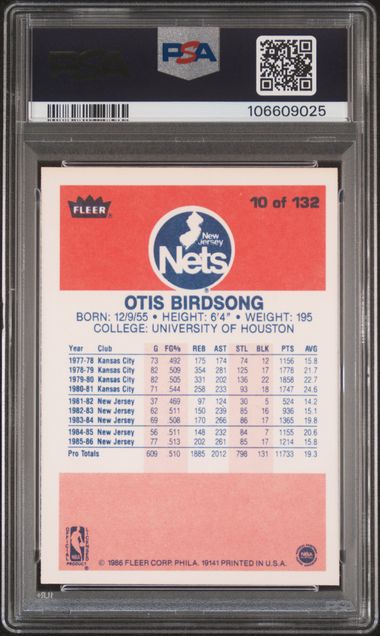 PSA
PSA
106609025
FLEER
10 of 132
New
Jersey
Nets
OTIS BIRDSONG
BORN: 12/9/55 • HEIGHT: 6'4" • WEIGHT: 195
COLLEGE: UNIVERSITY OF HOUSTON
Year Club G FG% REB AST STL BLK PTS AVG
1977-78 Kansas City 73 .492 175 174 74 12 1156 15.8
1978-79 Kansas City 82 .509 354 281 125 17 1778 21.7
1979-80 Kansas City 82 .505 331 202 136 22 1858 22.7
1980-81 Kansas City 71 .544 258 233 93 18 1747 24.6
1981-82 New Jersey 37 .469 97 124 30 5 524 14.2
1982-83 New Jersey 62 .511 150 239 85 16 936 15.1
1983-84 New Jersey 69 .508 170 266 86 17 1365 19.8
1984-85 New Jersey 56 .511 148 232 84 7 1155 20.6
1985-86 New Jersey 77 .513 202 261 85 17 1214 15.8
Pro Totals 609 .510 1885 2012 798 131 11733 19.3
OFFICIAL LICENSED
NBA
PRODUCT
© 1986 FLEER CORP. PHILA. 19141 PRINTED IN U.S.A.